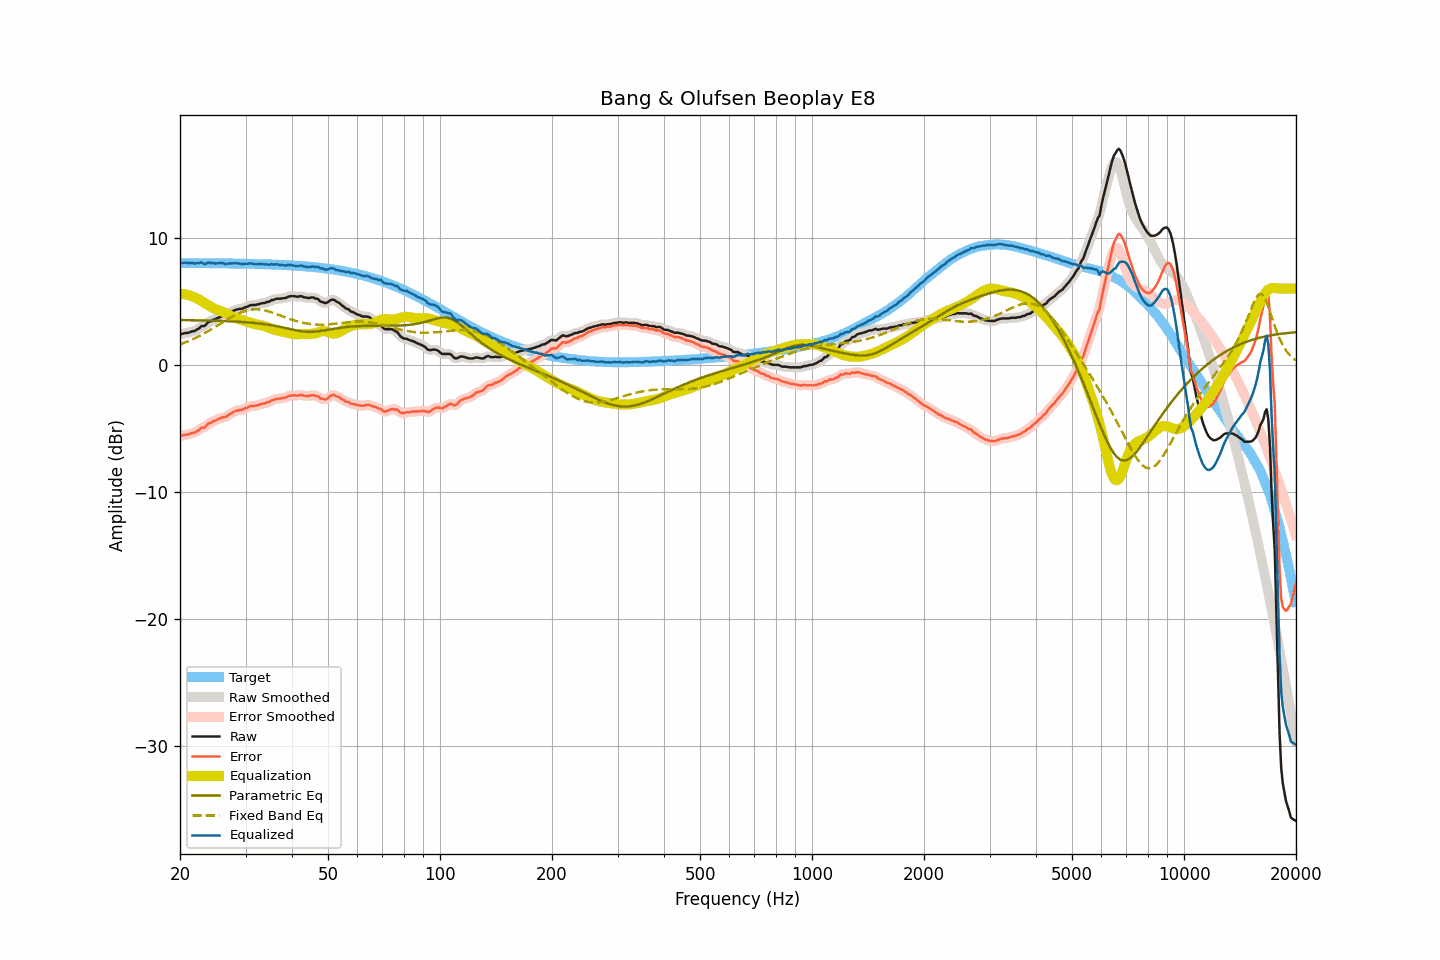 Bang & Olufsen Beoplay E8
Amplitude (dBr)
10
0
−10
−20
−30
Target
Raw Smoothed
Error Smoothed
Raw
Error
Equalization
Parametric Eq
Fixed Band Eq
Equalized
20 50 100 200 500 1000 2000 5000 10000 20000
Frequency (Hz)